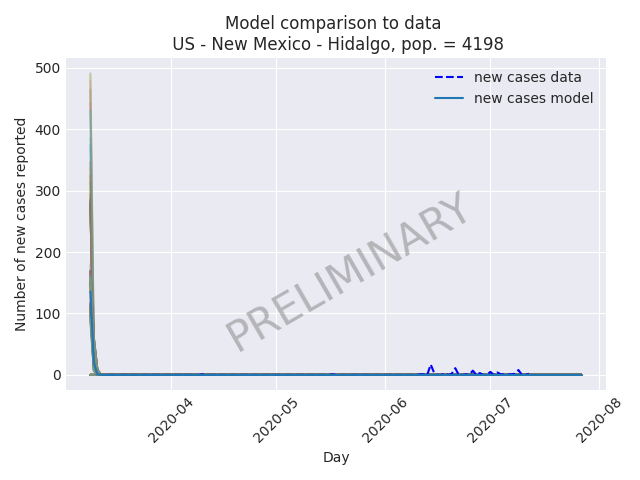 Model comparison to data
US - New Mexico - Hidalgo, pop. = 4198
new cases data
new cases model
Number of new cases reported
500
400
300
200
100
0
PRELIMINARY
2020-04
2020-05
2020-06
2020-07
2020-08
Day